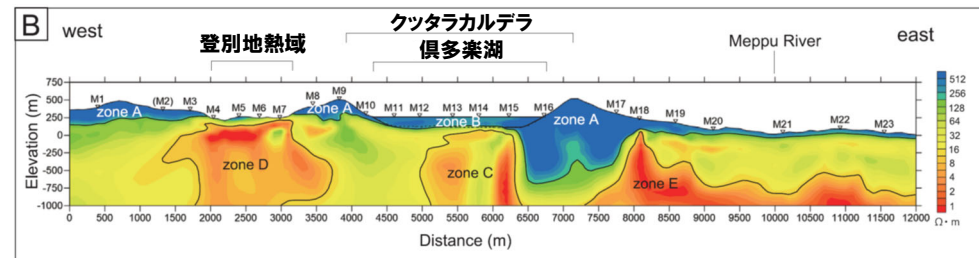 B
west
クッタラカルデラ
登別地熱域
倶多楽湖
Meppu River
east
M1
(M2)
M3
M4
M5
M6
M7
M8
M9
M10
M11
M12
M13
M14
M15
M16
M17
M18
M19
M20
M21
M22
M23
zone A
zone A
zone A
zone B
zone C
zone D
zone E
Elevation (m)
750
500
250
0
-250
-500
-750
-1000
0
500
1000
1500
2000
2500
3000
3500
4000
4500
5000
5500
6000
6500
7000
7500
8000
8500
9000
9500
10000
10500
11000
11500
12000
Distance (m)
512
256
128
64
32
16
8
4
2
1
Ω・m